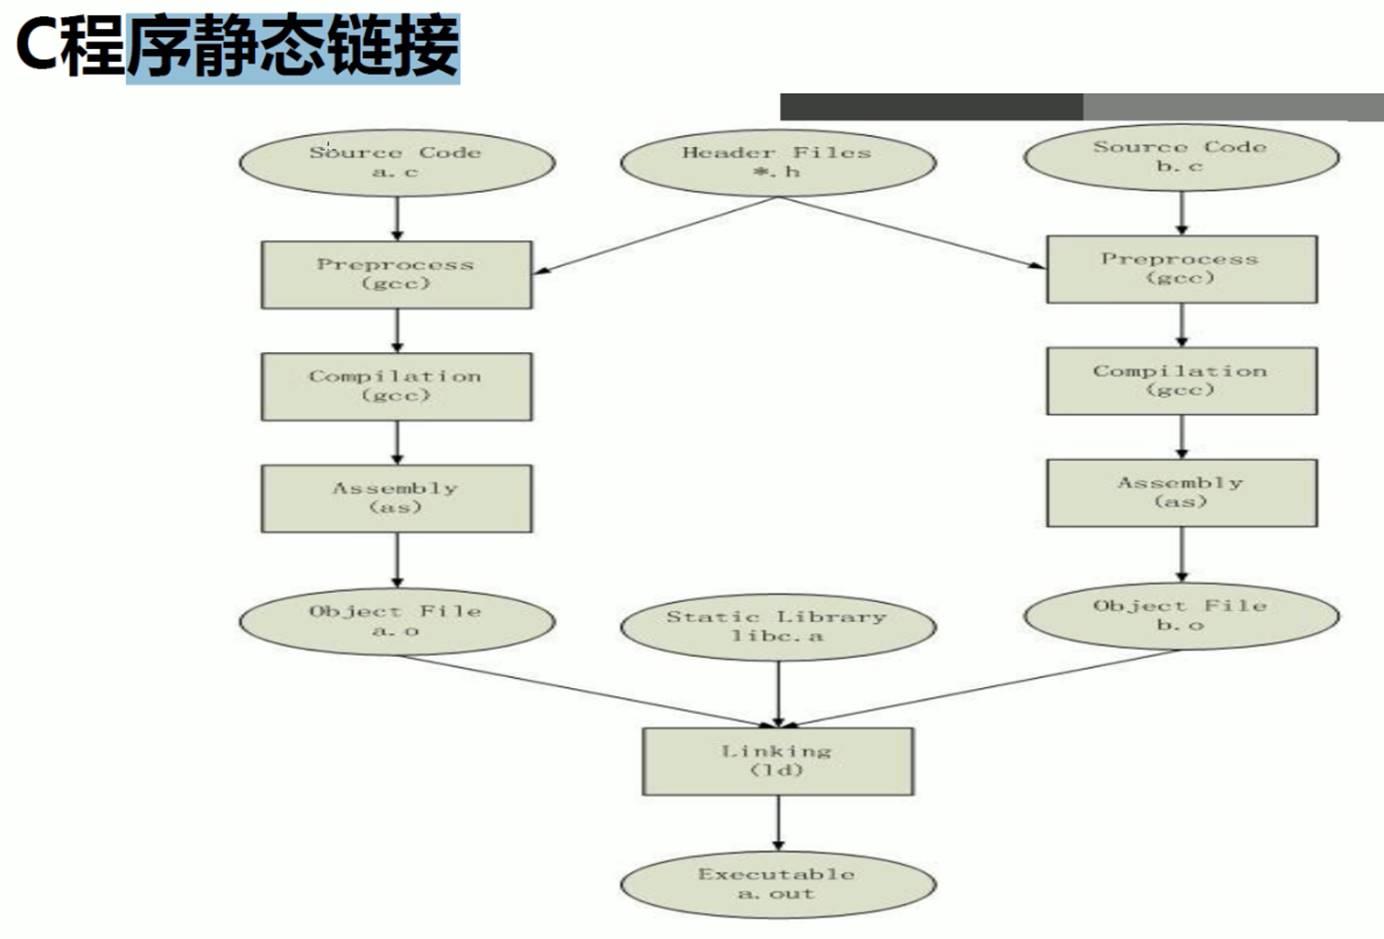 C程序静态链接
Source Code
a.c
Header Files
*.h
Source Code
b.c
Preprocess
(gcc)
Preprocess
(gcc)
Compilation
(gcc)
Compilation
(gcc)
Assembly
(as)
Assembly
(as)
Object File
a.o
Static Library
libc.a
Object File
b.o
Linking
(ld)
Executable
a.out